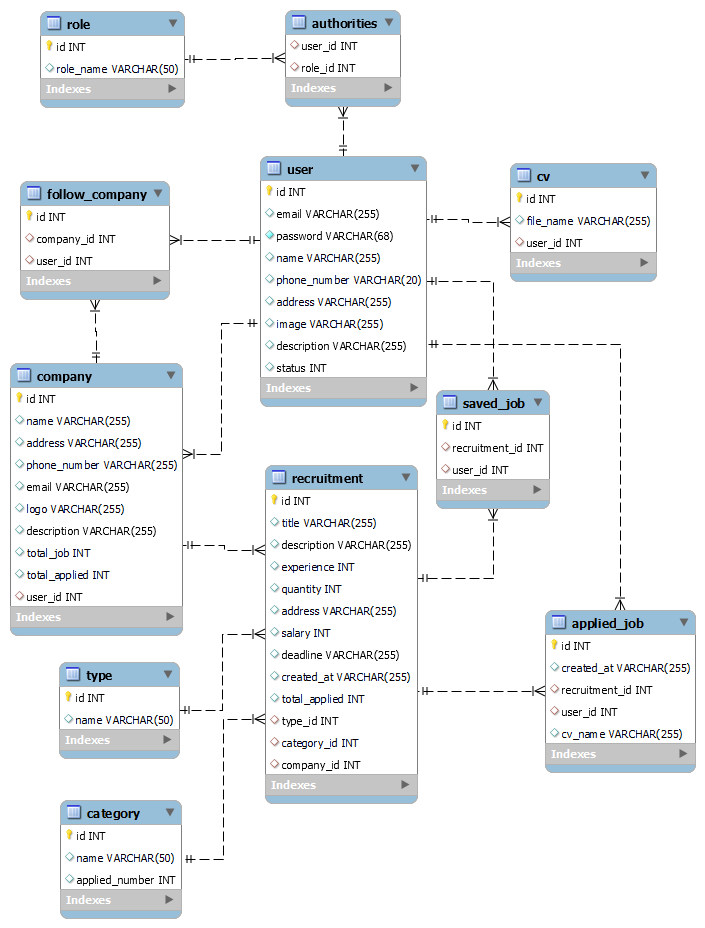 role
id INT
role_name VARCHAR(50)
Indexes
authorities
user_id INT
role_id INT
Indexes
user
id INT
email VARCHAR(255)
password VARCHAR(68)
name VARCHAR(255)
phone_number VARCHAR(20)
address VARCHAR(255)
image VARCHAR(255)
description VARCHAR(255)
status INT
Indexes
cv
id INT
file_name VARCHAR(255)
user_id INT
Indexes
follow_company
id INT
company_id INT
user_id INT
Indexes
company
id INT
name VARCHAR(255)
address VARCHAR(255)
phone_number VARCHAR(255)
email VARCHAR(255)
logo VARCHAR(255)
description VARCHAR(255)
total_job INT
total_applied INT
user_id INT
Indexes
saved_job
id INT
recruitment_id INT
user_id INT
Indexes
recruitment
id INT
title VARCHAR(255)
description VARCHAR(255)
experience INT
quantity INT
address VARCHAR(255)
salary INT
deadline VARCHAR(255)
created_at VARCHAR(255)
total_applied INT
type_id INT
category_id INT
company_id INT
Indexes
applied_job
id INT
created_at VARCHAR(255)
recruitment_id INT
user_id INT
cv_name VARCHAR(255)
Indexes
type
id INT
name VARCHAR(50)
Indexes
category
id INT
name VARCHAR(50)
applied_number INT
Indexes